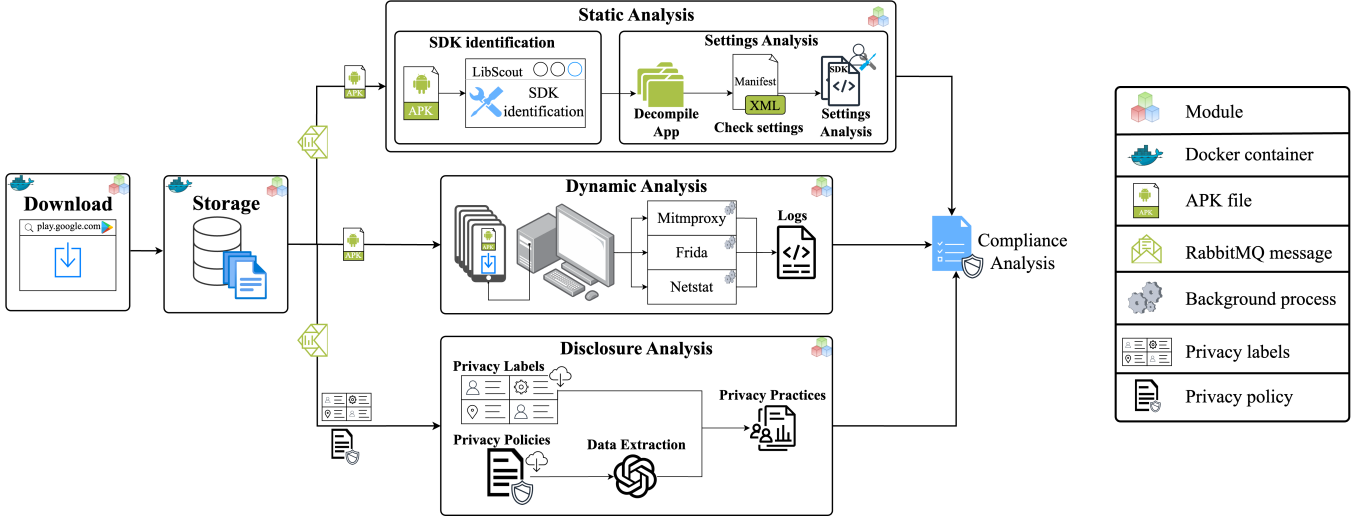 Static Analysis
SDK identification
APK
APK
LibScout
SDK
identification
Settings Analysis
Decompile
App
Manifest
XML
Check settings
SDK
Settings
Analysis
Download
play.google.com
Storage
APK
Dynamic Analysis
APK
Mitmproxy
Frida
Netstat
Logs
Compliance
Analysis
Disclosure Analysis
Privacy Labels
Privacy Policies
Data Extraction
Privacy Practices
Module
Docker container
APK
APK file
RabbitMQ message
Background process
Privacy labels
Privacy policy